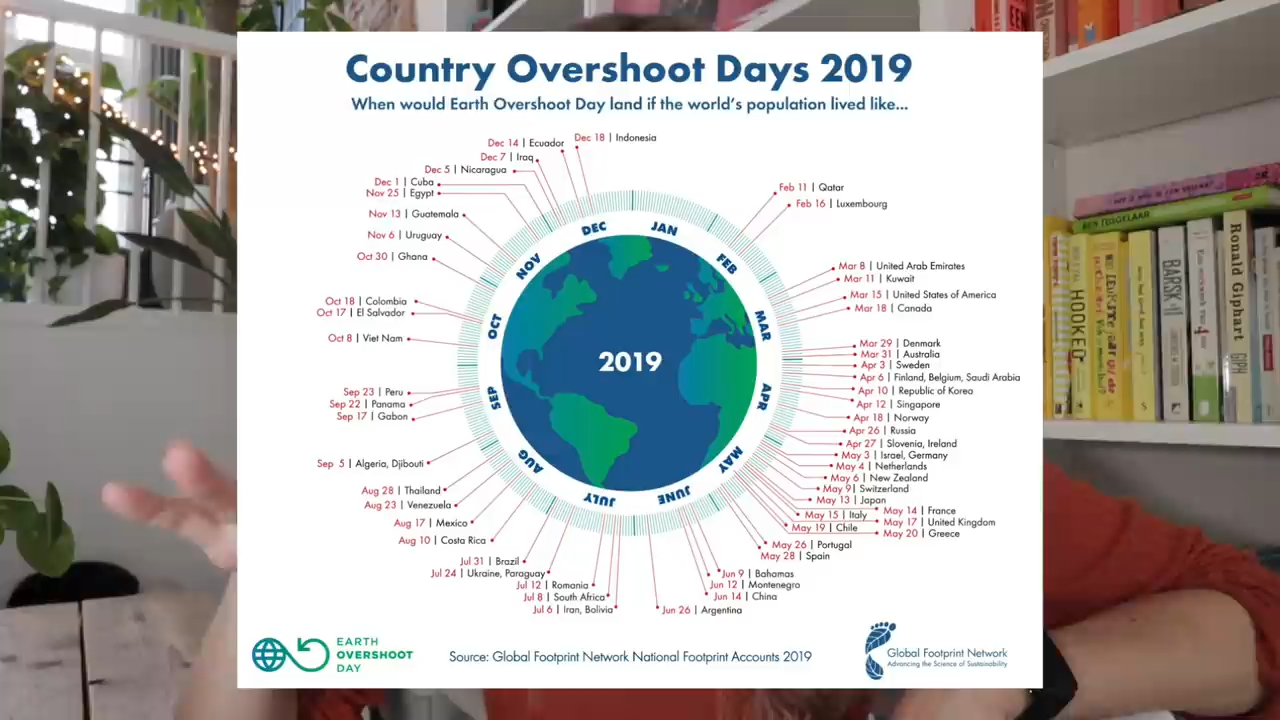 Country Overshoot Days 2019
When would Earth Overshoot Day land if the world's population lived like...
Dec 18 | Indonesia
Dec 14 | Ecuador
Dec 7 | Iraq
Dec 5 | Nicaragua
Dec 1 | Cuba
Nov 25 | Egypt
Nov 13 | Guatemala
Nov 6 | Uruguay
Oct 30 | Ghana
Oct 18 | Colombia
Oct 17 | El Salvador
Oct 8 | Viet Nam
Sep 23 | Peru
Sep 22 | Panama
Sep 17 | Gabon
Sep 5 | Algeria, Djibouti
Aug 28 | Thailand
Aug 23 | Venezuela
Aug 17 | Mexico
Aug 10 | Costa Rica
Jul 31 | Brazil
Jul 24 | Ukraine, Paraguay
Jul 12 | Romania
Jul 8 | South Africa
Jul 6 | Iran, Bolivia
Feb 11 | Qatar
Feb 16 | Luxembourg
Mar 8 | United Arab Emirates
Mar 11 | Kuwait
Mar 15 | United States of America
Mar 18 | Canada
Mar 29 | Denmark
Mar 31 | Australia
Apr 3 | Sweden
Apr 6 | Finland, Belgium, Saudi Arabia
Apr 10 | Republic of Korea
Apr 12 | Singapore
Apr 18 | Norway
Apr 26 | Russia
Apr 27 | Slovenia, Ireland
May 3 | Israel, Germany
May 4 | Netherlands
May 6 | New Zealand
May 9 | Switzerland
May 13 | Japan
May 14 | France
May 15 | Italy
May 17 | United Kingdom
May 19 | Chile
May 20 | Greece
May 26 | Portugal
May 28 | Spain
Jun 9 | Bahamas
Jun 12 | Montenegro
Jun 14 | China
Jun 26 | Argentina
JAN
FEB
MAR
APR
MAY
JUNE
JULY
AUG
SEP
OCT
NOV
DEC
2019
EARTH
OVERSHOOT
DAY
Source: Global Footprint Network National Footprint Accounts 2019
Global Footprint Network
Advancing the Science of Sustainability
BEN TIGGELAAR
HOOKED
BARSKI
Ronald Giphart